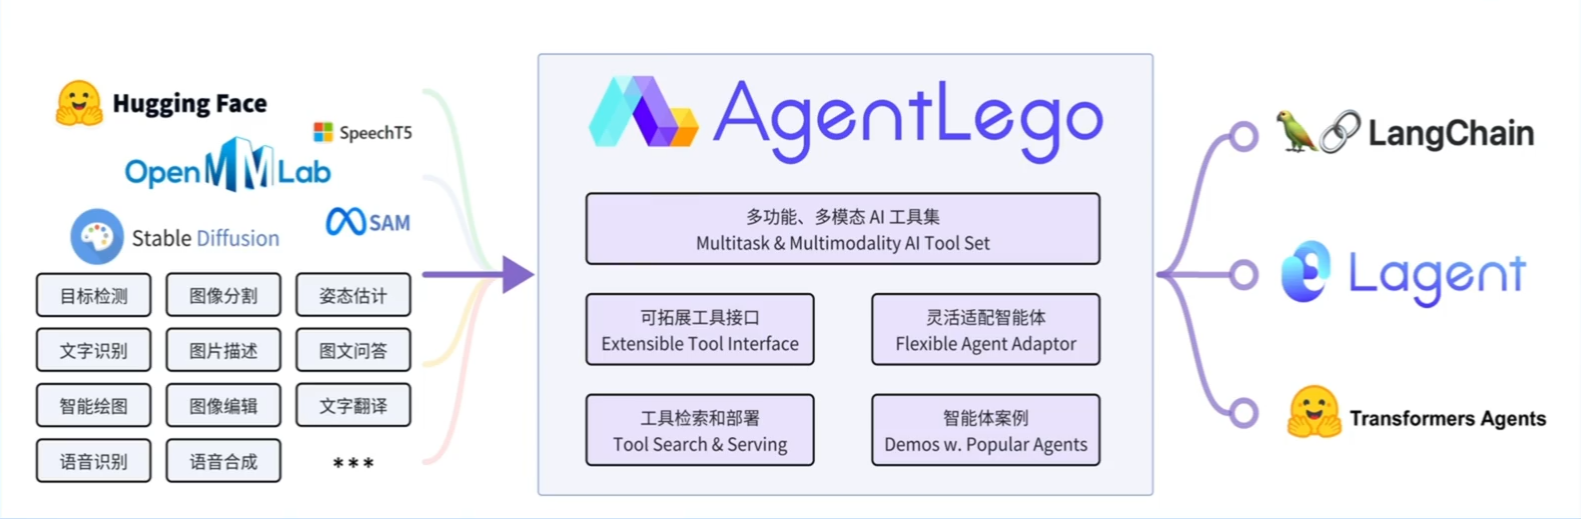 Hugging Face
SpeechT5
OpenMMLab
Stable Diffusion
SAM
目标检测
图像分割
姿态估计
文字识别
图片描述
图文问答
智能绘图
图像编辑
文字翻译
语音识别
语音合成
***
AgentLego
多功能、多模态 AI 工具集
Multitask & Multimodality AI Tool Set
可拓展工具接口
Extensible Tool Interface
灵活适配智能体
Flexible Agent Adaptor
工具检索和部署
Tool Search & Serving
智能体案例
Demos w. Popular Agents
LangChain
Lagent
Transformers Agents